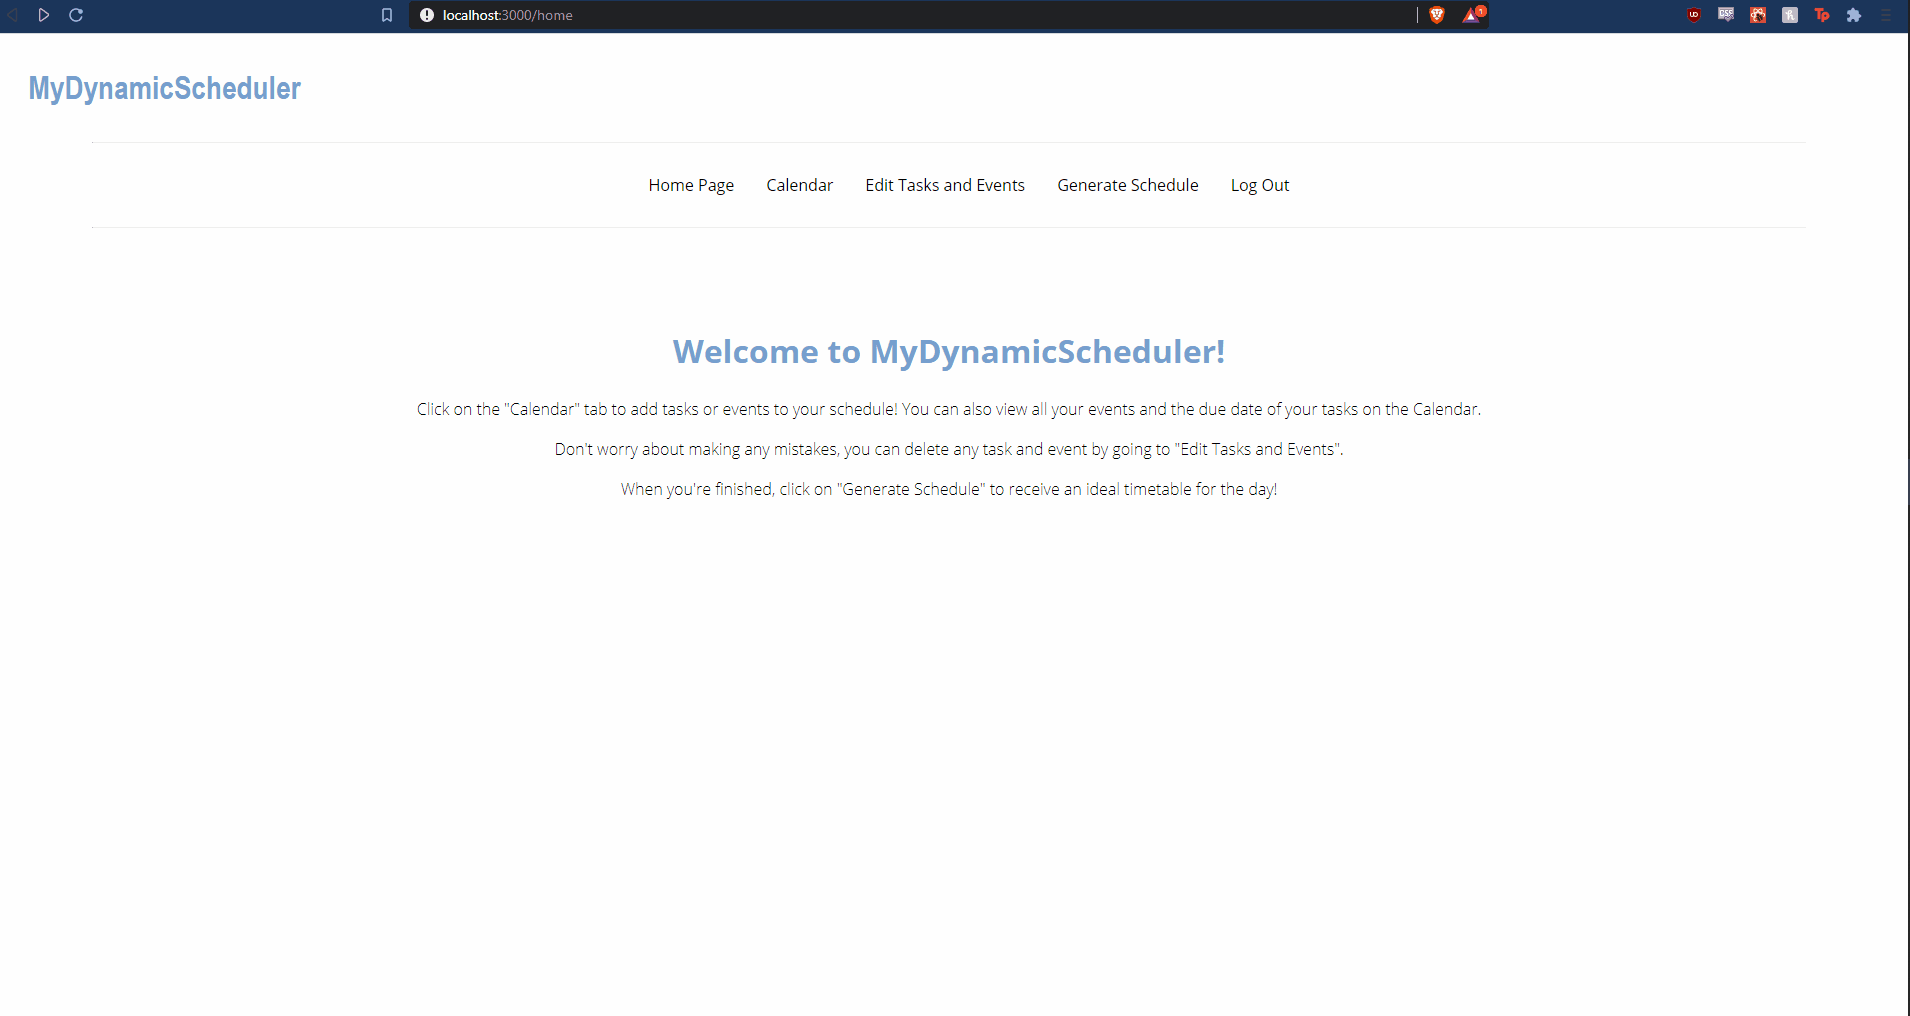 localhost:3000/home
1
MyDynamicScheduler
Home Page Calendar Edit Tasks and Events Generate Schedule Log Out
Welcome to MyDynamicScheduler!
Click on the "Calendar" tab to add tasks or events to your schedule! You can also view all your events and the due date of your tasks on the Calendar.
Don't worry about making any mistakes, you can delete any task and event by going to "Edit Tasks and Events".
When you're finished, click on "Generate Schedule" to receive an ideal timetable for the day!